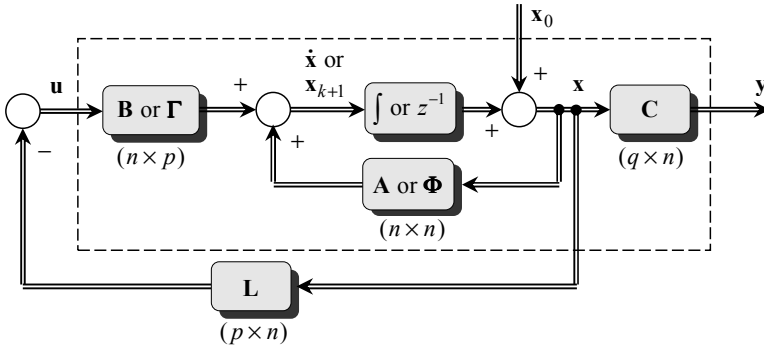 x₀
ẋ or
xₖ₊₁
u
B or Γ
(n × p)
+
+
∫ or z⁻¹
+
+
x
C
(q × n)
y
−
A or Φ
(n × n)
L
(p × n)